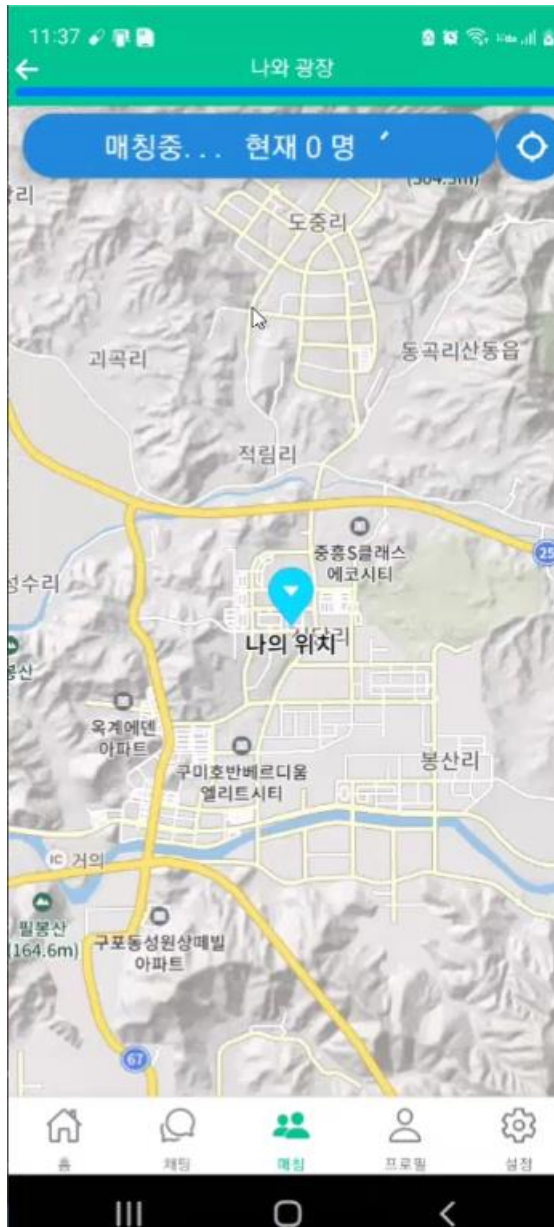 11:37
나와 광장
매칭중... 현재 0 명
도중리
괴곡리
동곡리산동읍
적림리
중흥S클래스
에코시티
25
성수리
나의 위치
옥계에덴
아파트
구미호반베르디움
엘리트시티
봉산리
IC 거의
필봉산
(164.6m)
구포동성원상떼빌
아파트
67
홈
채팅
매칭
프로필
설정